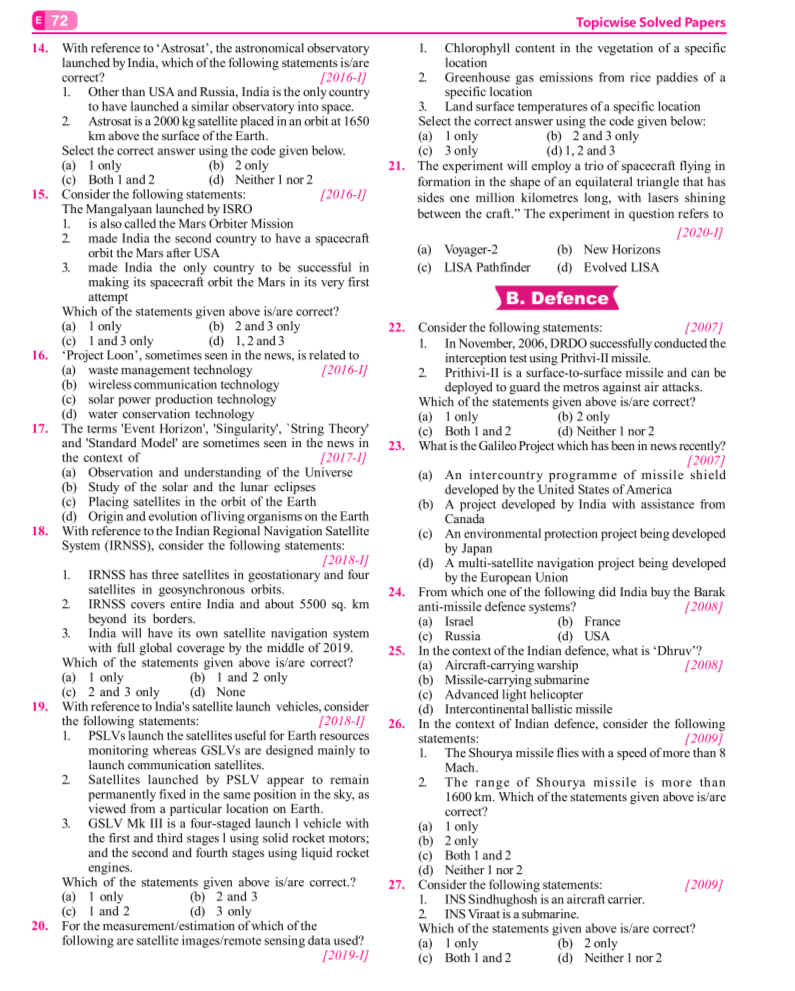 E 72
Topicwise Solved Papers
14. With reference to ‘Astrosat’, the astronomical observatory
launched by India, which of the following statements is/are
correct? [2016-I]
1. Other than USA and Russia, India is the only country
to have launched a similar observatory into space.
2. Astrosat is a 2000 kg satellite placed in an orbit at 1650
km above the surface of the Earth.
Select the correct answer using the code given below.
(a) 1 only (b) 2 only
(c) Both 1 and 2 (d) Neither 1 nor 2
15. Consider the following statements: [2016-I]
The Mangalyaan launched by ISRO
1. is also called the Mars Orbiter Mission
2. made India the second country to have a spacecraft
orbit the Mars after USA
3. made India the only country to be successful in
making its spacecraft orbit the Mars in its very first
attempt
Which of the statements given above is/are correct?
(a) 1 only (b) 2 and 3 only
(c) 1 and 3 only (d) 1, 2 and 3
16. ‘Project Loon’, sometimes seen in the news, is related to
(a) waste management technology [2016-I]
(b) wireless communication technology
(c) solar power production technology
(d) water conservation technology
17. The terms 'Event Horizon', 'Singularity', `String Theory'
and 'Standard Model' are sometimes seen in the news in
the context of [2017-I]
(a) Observation and understanding of the Universe
(b) Study of the solar and the lunar eclipses
(c) Placing satellites in the orbit of the Earth
(d) Origin and evolution of living organisms on the Earth
18. With reference to the Indian Regional Navigation Satellite
System (IRNSS), consider the following statements:
[2018-I]
1. IRNSS has three satellites in geostationary and four
satellites in geosynchronous orbits.
2. IRNSS covers entire India and about 5500 sq. km
beyond its borders.
3. India will have its own satellite navigation system
with full global coverage by the middle of 2019.
Which of the statements given above is/are correct?
(a) 1 only (b) 1 and 2 only
(c) 2 and 3 only (d) None
19. With reference to India's satellite launch vehicles, consider
the following statements: [2018-I]
1. PSLVs launch the satellites useful for Earth resources
monitoring whereas GSLVs are designed mainly to
launch communication satellites.
2. Satellites launched by PSLV appear to remain
permanently fixed in the same position in the sky, as
viewed from a particular location on Earth.
3. GSLV Mk III is a four-staged launch l vehicle with
the first and third stages l using solid rocket motors;
and the second and fourth stages using liquid rocket
engines.
Which of the statements given above is/are correct.?
(a) 1 only (b) 2 and 3
(c) 1 and 2 (d) 3 only
20. For the measurement/estimation of which of the
following are satellite images/remote sensing data used?
[2019-I]
1. Chlorophyll content in the vegetation of a specific
location
2. Greenhouse gas emissions from rice paddies of a
specific location
3. Land surface temperatures of a specific location
Select the correct answer using the code given below:
(a) 1 only (b) 2 and 3 only
(c) 3 only (d) 1, 2 and 3
21. The experiment will employ a trio of spacecraft flying in
formation in the shape of an equilateral triangle that has
sides one million kilometres long, with lasers shining
between the craft.” The experiment in question refers to
[2020-I]
(a) Voyager-2 (b) New Horizons
(c) LISA Pathfinder (d) Evolved LISA
B. Defence
22. Consider the following statements: [2007]
1. In November, 2006, DRDO successfully conducted the
interception test using Prithvi-II missile.
2. Prithivi-II is a surface-to-surface missile and can be
deployed to guard the metros against air attacks.
Which of the statements given above is/are correct?
(a) 1 only (b) 2 only
(c) Both 1 and 2 (d) Neither 1 nor 2
23. What is the Galileo Project which has been in news recently?
[2007]
(a) An intercountry programme of missile shield
developed by the United States of America
(b) A project developed by India with assistance from
Canada
(c) An environmental protection project being developed
by Japan
(d) A multi-satellite navigation project being developed
by the European Union
24. From which one of the following did India buy the Barak
anti-missile defence systems? [2008]
(a) Israel (b) France
(c) Russia (d) USA
25. In the context of the Indian defence, what is ‘Dhruv’?
(a) Aircraft-carrying warship [2008]
(b) Missile-carrying submarine
(c) Advanced light helicopter
(d) Intercontinental ballistic missile
26. In the context of Indian defence, consider the following
statements: [2009]
1. The Shourya missile flies with a speed of more than 8
Mach.
2. The range of Shourya missile is more than
1600 km. Which of the statements given above is/are
correct?
(a) 1 only
(b) 2 only
(c) Both 1 and 2
(d) Neither 1 nor 2
27. Consider the following statements: [2009]
1. INS Sindhughosh is an aircraft carrier.
2. INS Viraat is a submarine.
Which of the statements given above is/are correct?
(a) 1 only (b) 2 only
(c) Both 1 and 2 (d) Neither 1 nor 2